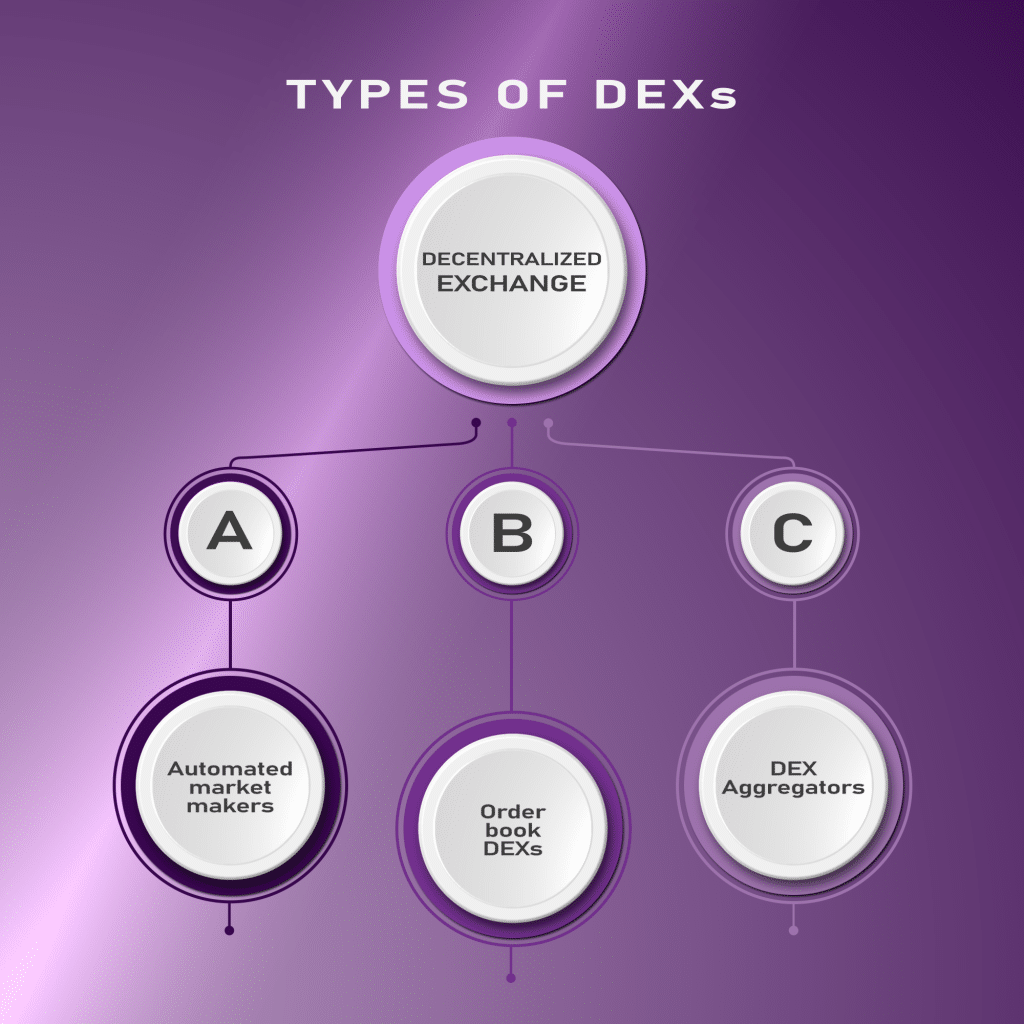 TYPES OF DEXs
DECENTRALIZED
EXCHANGE
A
B
C
Automated
market
makers
Order
book
DEXs
DEX
Aggregators